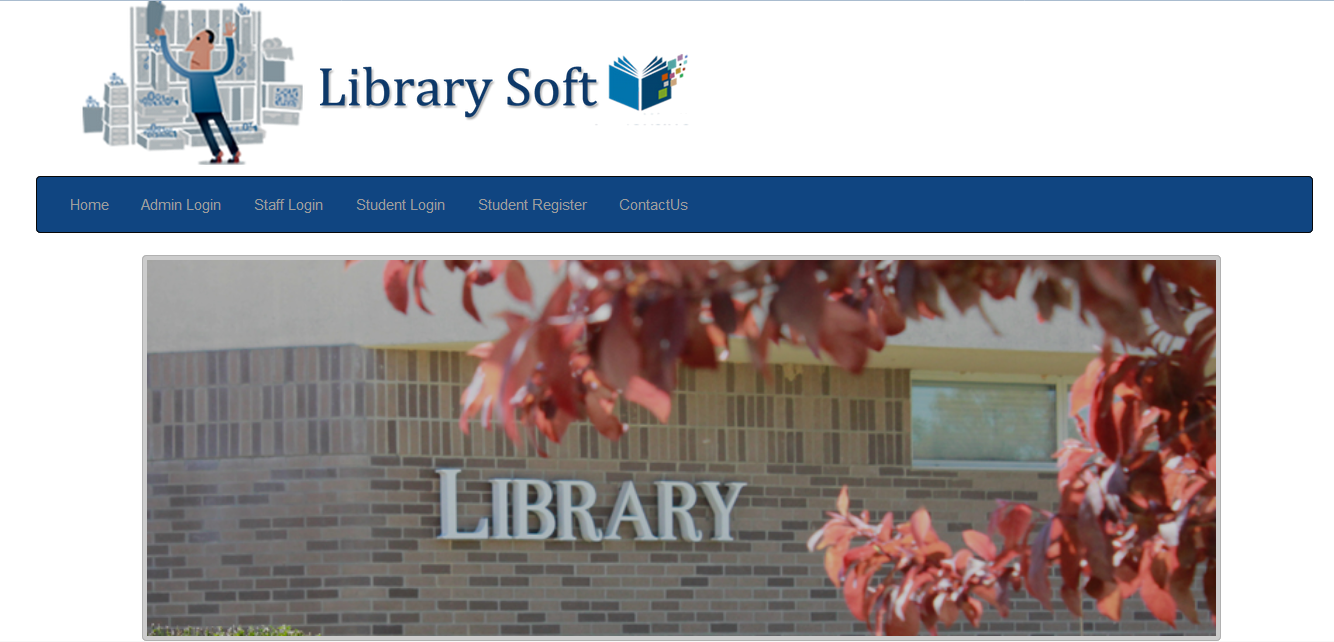 Library Soft
Home Admin Login Staff Login Student Login Student Register ContactUs
LIBRARY